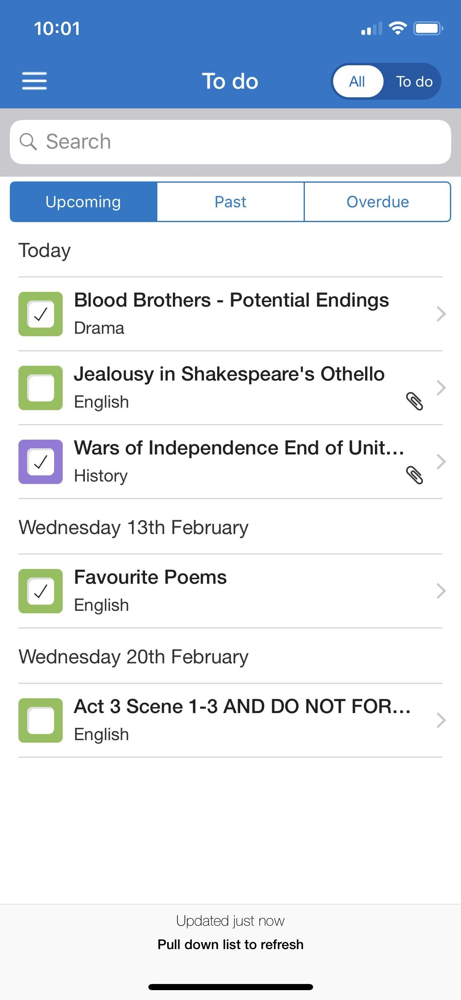 10:01
To do
All
To do
Search
Upcoming
Past
Overdue
Today
Blood Brothers - Potential Endings
Drama
Jealousy in Shakespeare's Othello
English
Wars of Independence End of Unit...
History
Wednesday 13th February
Favourite Poems
English
Wednesday 20th February
Act 3 Scene 1-3 AND DO NOT FOR...
English
Updated just now
Pull down list to refresh